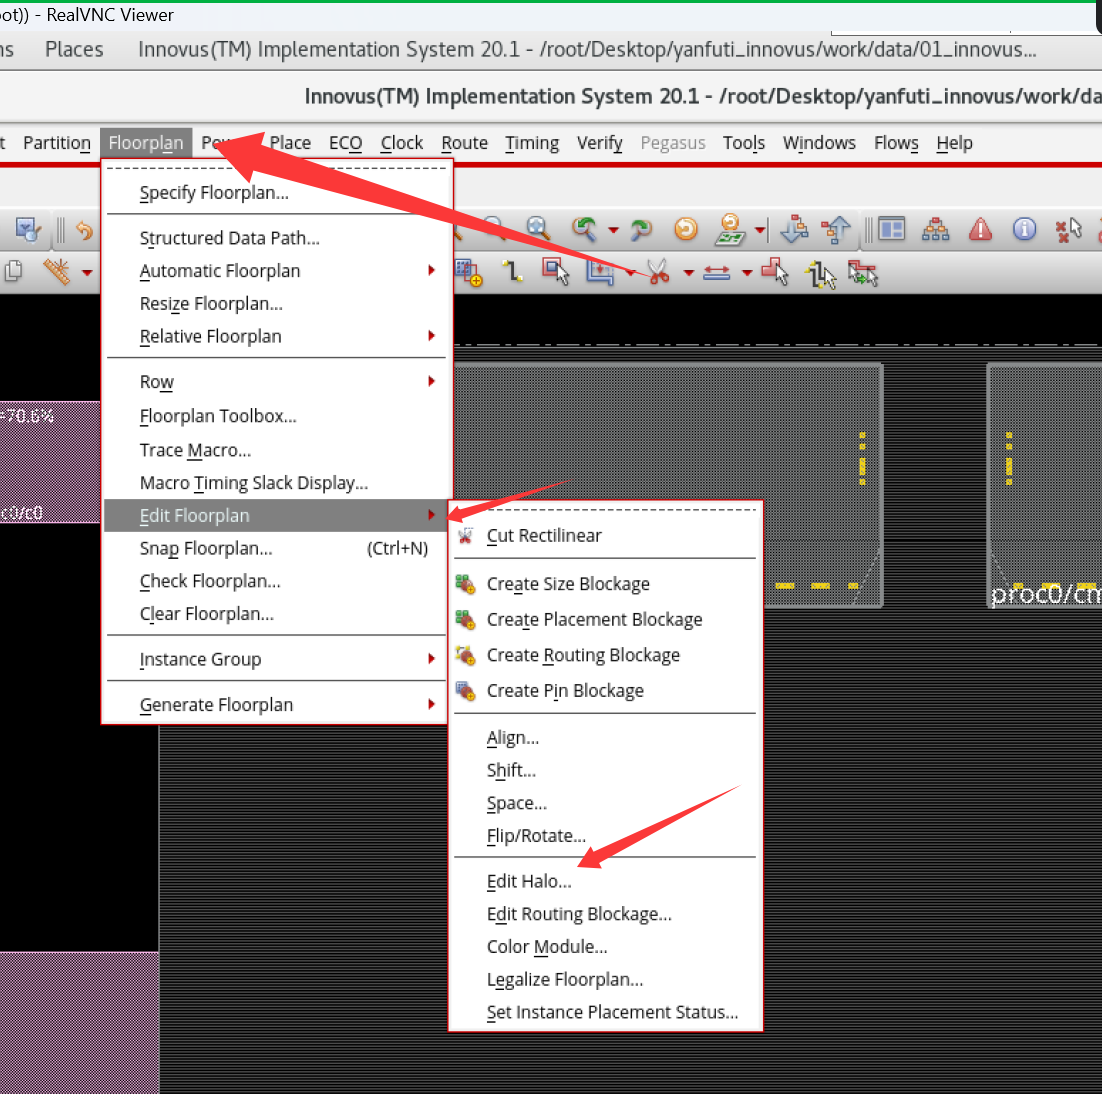 ot)) - RealVNC Viewer
ns Places Innovus(TM) Implementation System 20.1 - /root/Desktop/yanfuti_innovus/work/data/01_innovus...
Innovus(TM) Implementation System 20.1 - /root/Desktop/yanfuti_innovus/work/da
t Partition Floorplan Place ECO Clock Route Timing Verify Pegasus Tools Windows Flows Help
Specify Floorplan...
Structured Data Path...
Automatic Floorplan
Resize Floorplan...
Relative Floorplan
Row
Floorplan Toolbox...
Trace Macro...
Macro Timing Slack Display...
Edit Floorplan
Snap Floorplan... (Ctrl+N)
Check Floorplan...
Clear Floorplan...
Instance Group
Generate Floorplan
Cut Rectilinear
Create Size Blockage
Create Placement Blockage
Create Routing Blockage
Create Pin Blockage
Align...
Shift...
Space...
Flip/Rotate...
Edit Halo...
Edit Routing Blockage...
Color Module...
Legalize Floorplan...
Set Instance Placement Status...
=70.6%
c0/c0
proc0/cm